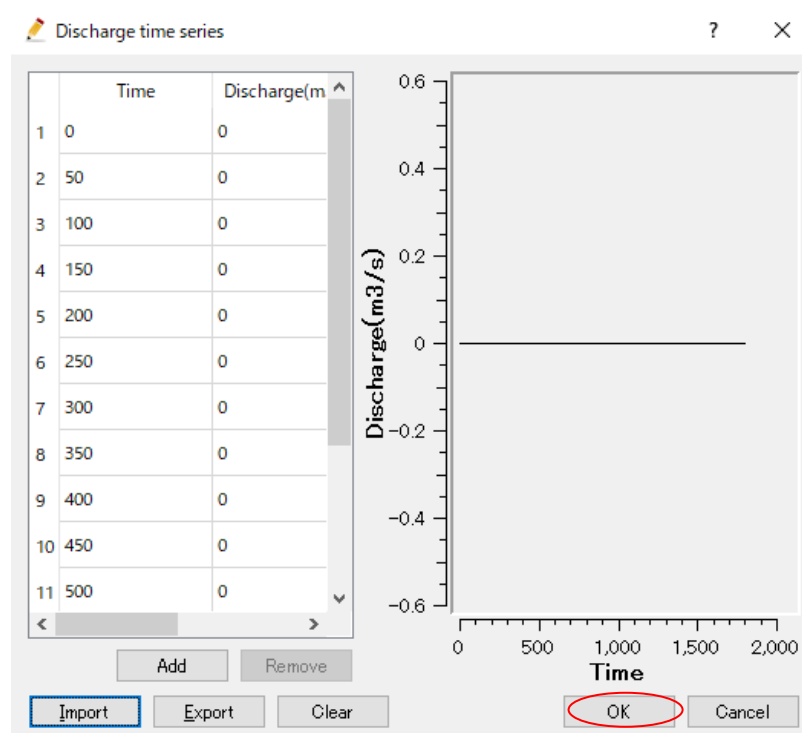 Discharge time series
? ×
Time Discharge(m
1 0 0
2 50 0
3 100 0
4 150 0
5 200 0
6 250 0
7 300 0
8 350 0
9 400 0
10 450 0
11 500 0
Add Remove
Import Export Clear
Discharge(m3/s)
0.6
0.4
0.2
0
-0.2
-0.4
-0.6
0 500 1,000 1,500 2,000
Time
OK Cancel